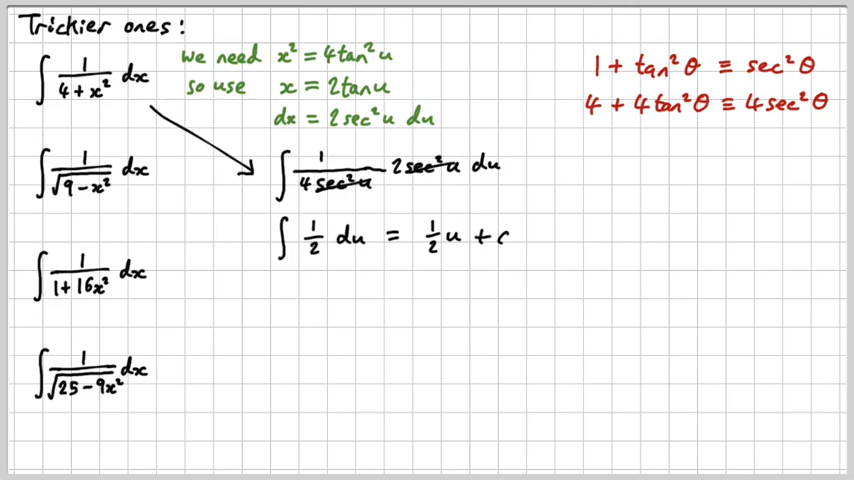 Trickier ones:
∫ 1/(4 + x²) dx
we need x² = 4tan²u
so use x = 2tanu
dx = 2sec²u du
1 + tan²θ ≡ sec²θ
4 + 4tan²θ ≡ 4sec²θ
∫ 1/√(9 − x²) dx
∫ 1/(4sec²u) 2sec²u du
∫ 1/2 du = 1/2 u + c
∫ 1/(1 + 16x²) dx
∫ 1/√(25 − 9x²) dx